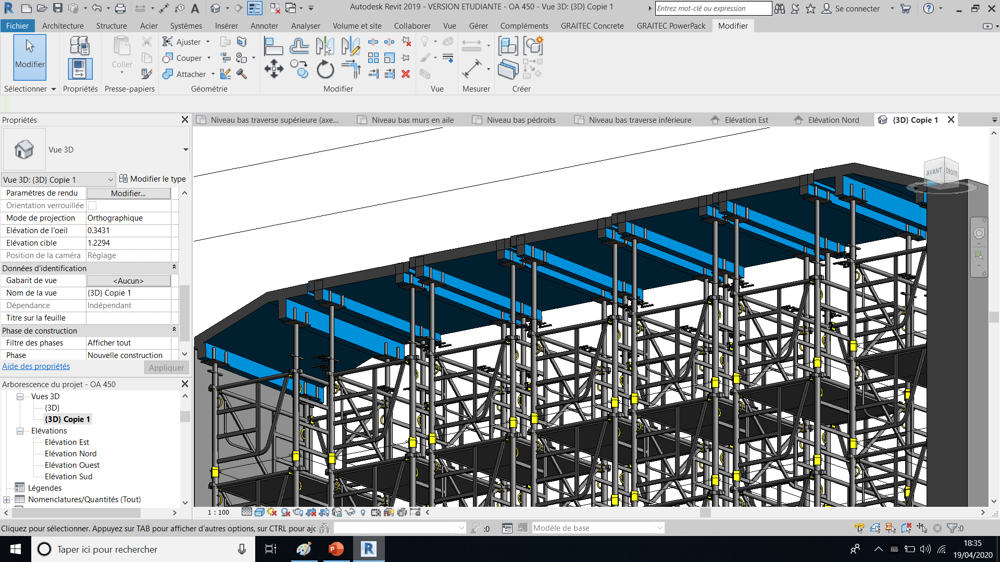 Autodesk Revit 2019 - VERSION ETUDIANTE - OA 450 - Vue 3D: {3D} Copie 1
Entrez mot-clé ou expression
Se connecter
Fichier Architecture Structure Acier Systèmes Insérer Annoter Analyser Volume et site Collaborer Vue Gérer Compléments GRAITEC Concrete GRAITEC PowerPack Modifier
Modifier
Coller
Ajuster
Couper
Attacher
Sélectionner Propriétés Presse-papiers Géométrie Modifier Vue Mesurer Créer
Propriétés
Niveau bas traverse supérieure (axe... Niveau bas murs en aile Niveau bas pédroits Niveau bas traverse inférieure Elévation Est Elévation Nord {3D} Copie 1
Vue 3D
Vue 3D: {3D} Copie 1 Modifier le type
Paramètres de rendu Modifier...
Orientation verrouillée
Mode de projection Orthographique
Elévation de l'oeil 0.3431
Elévation cible 1.2294
Position de la caméra Réglage
Données d'identification
Gabarit de vue <Aucun>
Nom de la vue {3D} Copie 1
Dépendance Indépendant
Titre sur la feuille
Phase de construction
Filtre des phases Afficher tout
Phase Nouvelle construction
Aide des propriétés Appliquer
AVANT DROITE
Arborescence du projet - OA 450
Vues 3D
{3D}
{3D} Copie 1
Elévations
Elévation Est
Elévation Nord
Elévation Ouest
Elévation Sud
Légendes
Nomenclatures/Quantités (Tout)
1 : 100
Cliquez pour sélectionner. Appuyez sur TAB pour afficher d'autres options, sur CTRL pour ajo
:0
Modèle de base
:0
Taper ici pour rechercher
SSD
18:35
19/04/2020